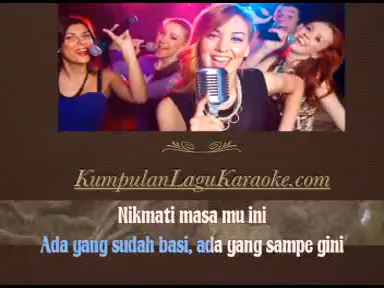 KumpulanLaguKaraoke.com
Nikmati masa mu ini
Ada yang sudah basi, ada yang sampe gini